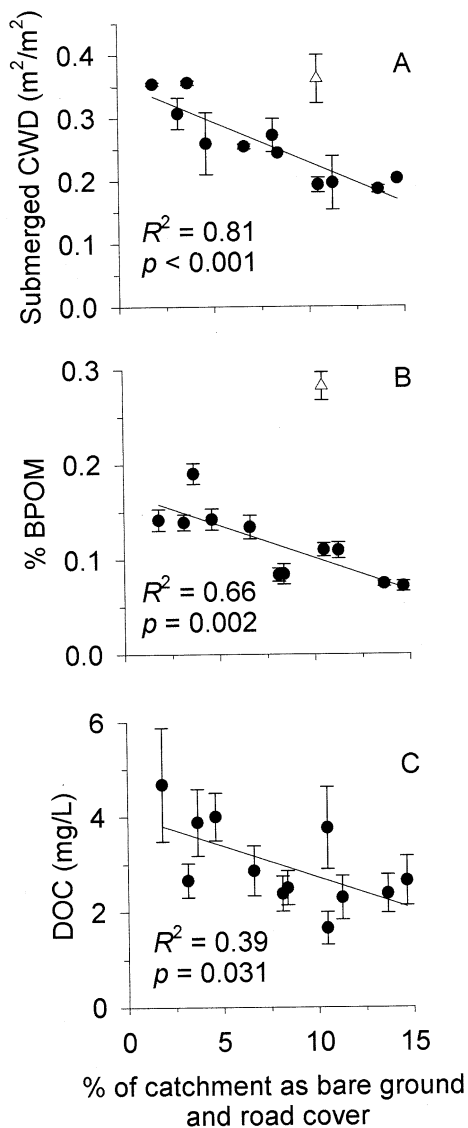 A
Submerged CWD (m²/m²)
0.4
0.3
0.2
0.1
0.0
R² = 0.81
p < 0.001
B
% BPOM
0.3
0.2
0.1
0.0
R² = 0.66
p = 0.002
C
DOC (mg/L)
6
4
2
0
R² = 0.39
p = 0.031
0 5 10 15
% of catchment as bare ground
and road cover